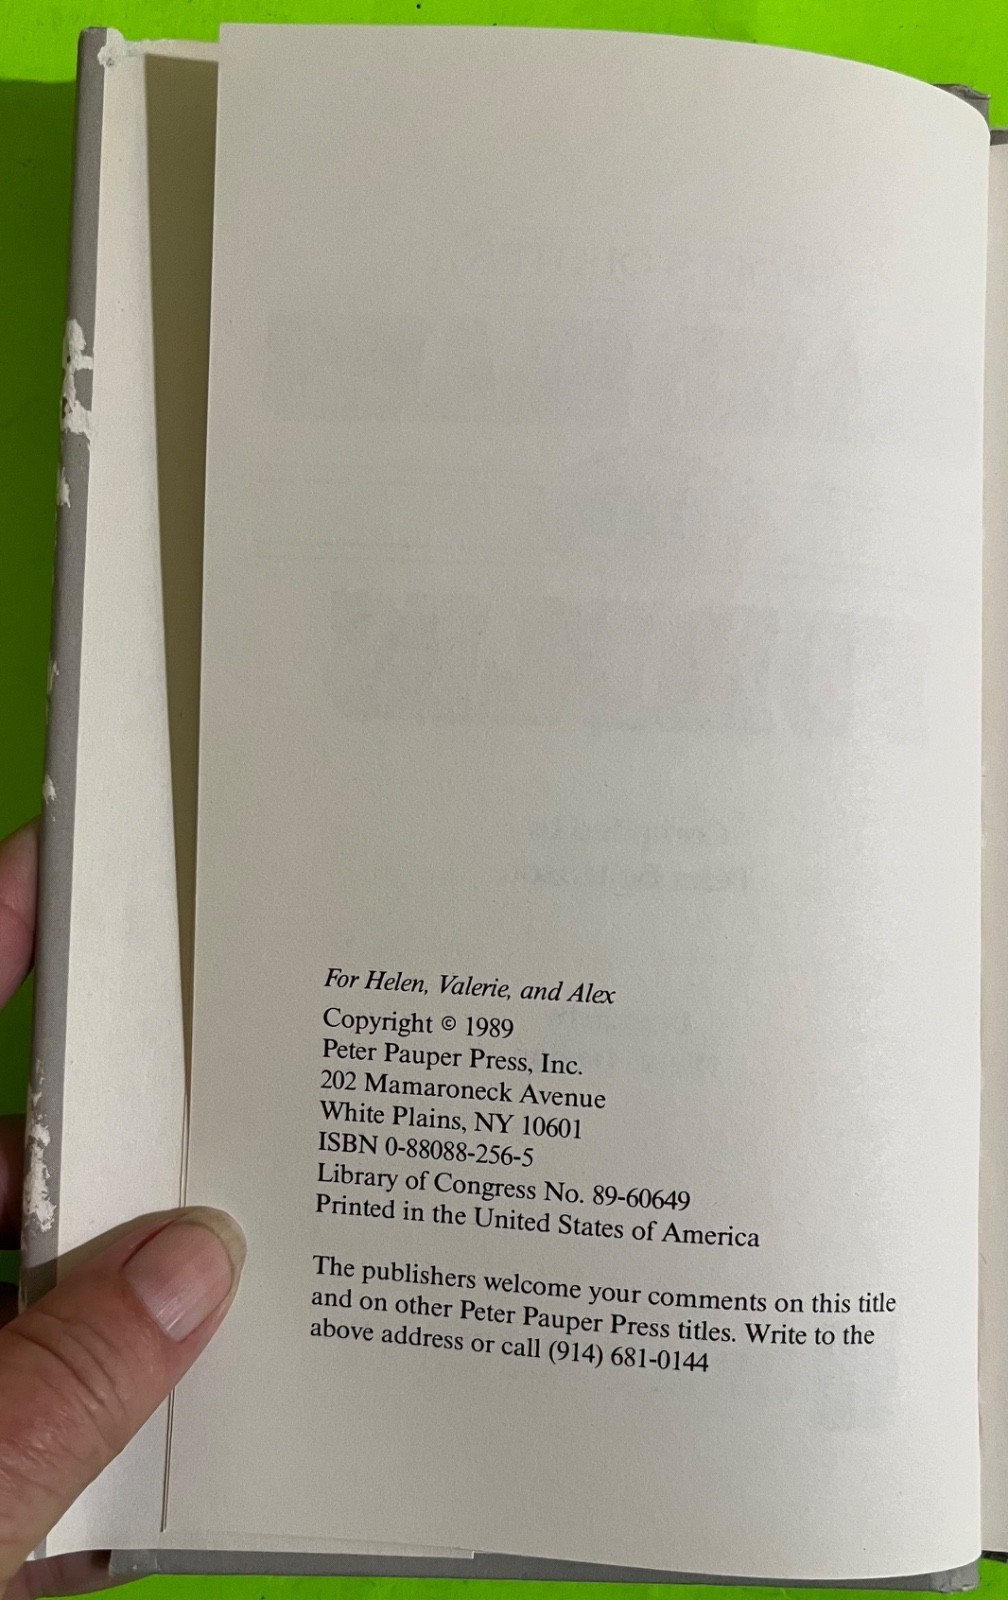 For Helen, Valerie, and Alex
Copyright © 1989
Peter Pauper Press, Inc.
202 Mamaroneck Avenue
White Plains, NY 10601
ISBN 0-88088-256-5
Library of Congress No. 89-60649
Printed in the United States of America
The publishers welcome your comments on this title
and on other Peter Pauper Press titles. Write to the
above address or call (914) 681-0144